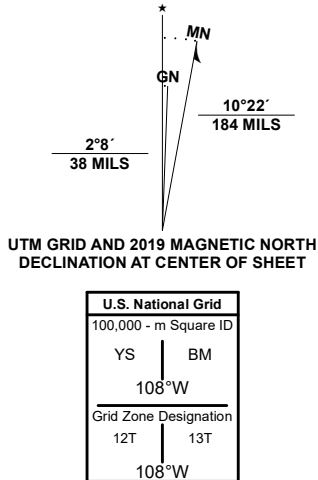 ★
MN
GN
10°22´
184 MILS
2°8´
38 MILS
UTM GRID AND 2019 MAGNETIC NORTH
DECLINATION AT CENTER OF SHEET
U.S. National Grid
100,000 - m Square ID
YS BM
108°W
Grid Zone Designation
12T 13T
108°W